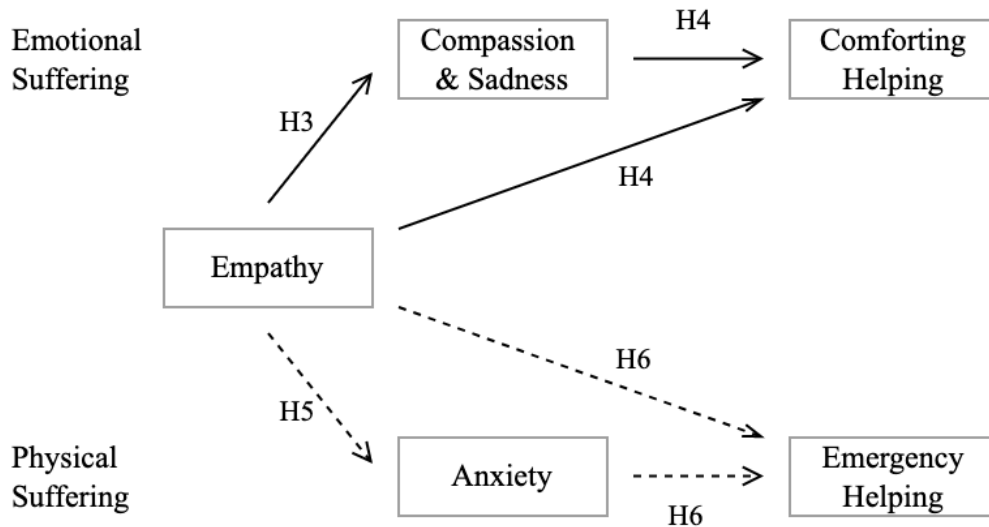 Emotional
Suffering
Compassion
& Sadness
H4
Comforting
Helping
H3
H4
Empathy
H5
H6
Physical
Suffering
Anxiety
H6
Emergency
Helping